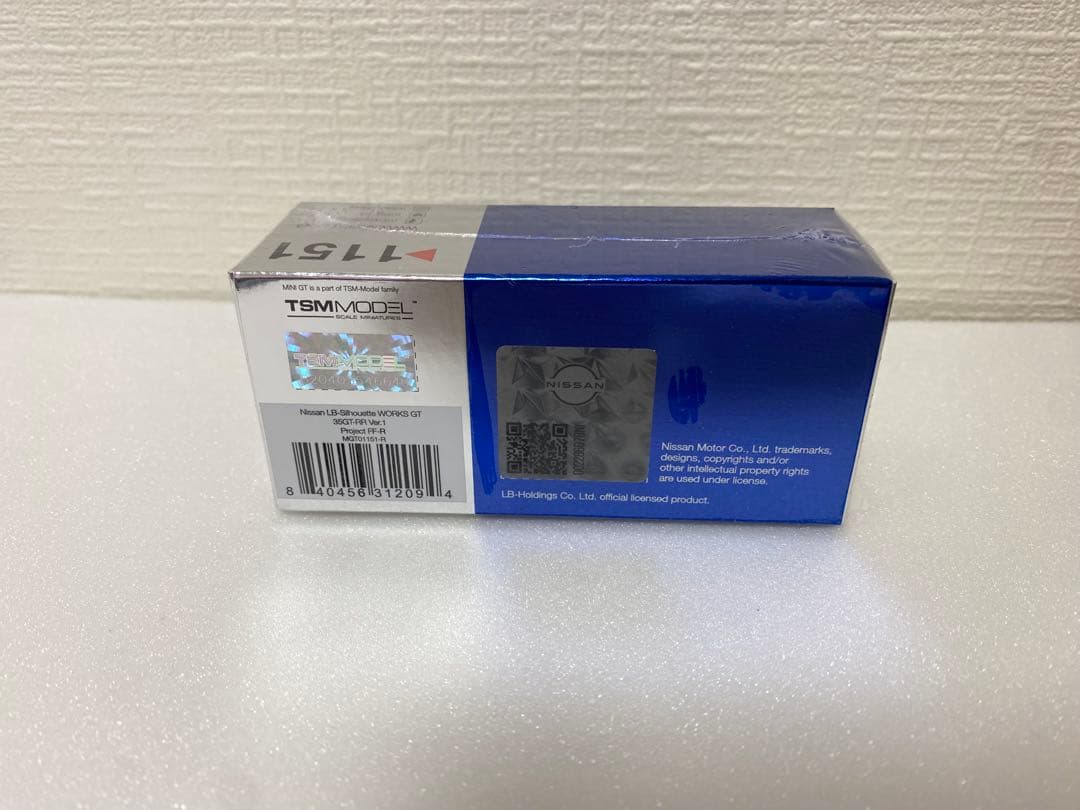 1151
MINI GT is a part of TSM-Model family
TSMMODEL™
SCALE MINIATURES
TSMMODEL
Nissan LB-Silhouette WORKS GT
35GT-RR Ver.1
Project FF-R
MGT01151-R
8 40456 31209 4
NISSAN
Nissan Motor Co., Ltd. trademarks,
designs, copyrights and/or
other intellectual property rights
are used under license.
LB-Holdings Co. Ltd. official licensed product.